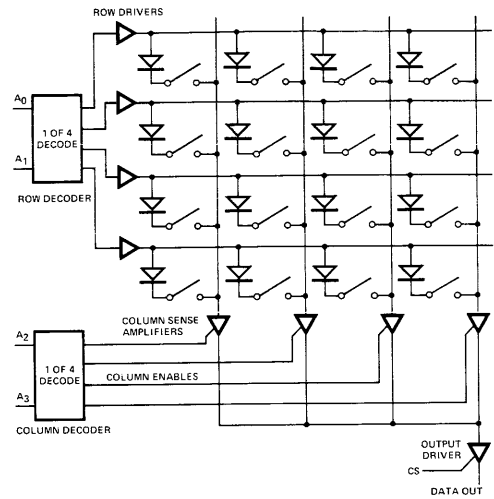 ROW DRIVERS
A0
1 OF 4
DECODE
A1
ROW DECODER
COLUMN SENSE
AMPLIFIERS
A2
1 OF 4
DECODE
COLUMN ENABLES
A3
COLUMN DECODER
OUTPUT
DRIVER
CS
DATA OUT